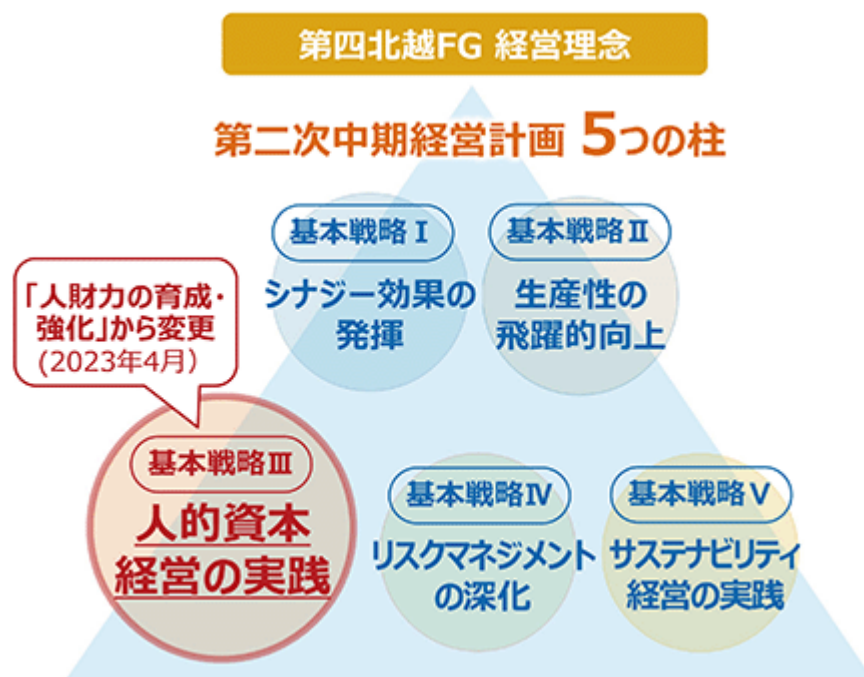 第四北越FG 経営理念
第二次中期経営計画 5つの柱
基本戦略Ⅰ
シナジー効果の
発揮
基本戦略Ⅱ
生産性の
飛躍的向上
「人財力の育成・
強化」から変更
(2023年4月)
基本戦略Ⅲ
人的資本
経営の実践
基本戦略Ⅳ
リスクマネジメント
の深化
基本戦略Ⅴ
サステナビリティ
経営の実践